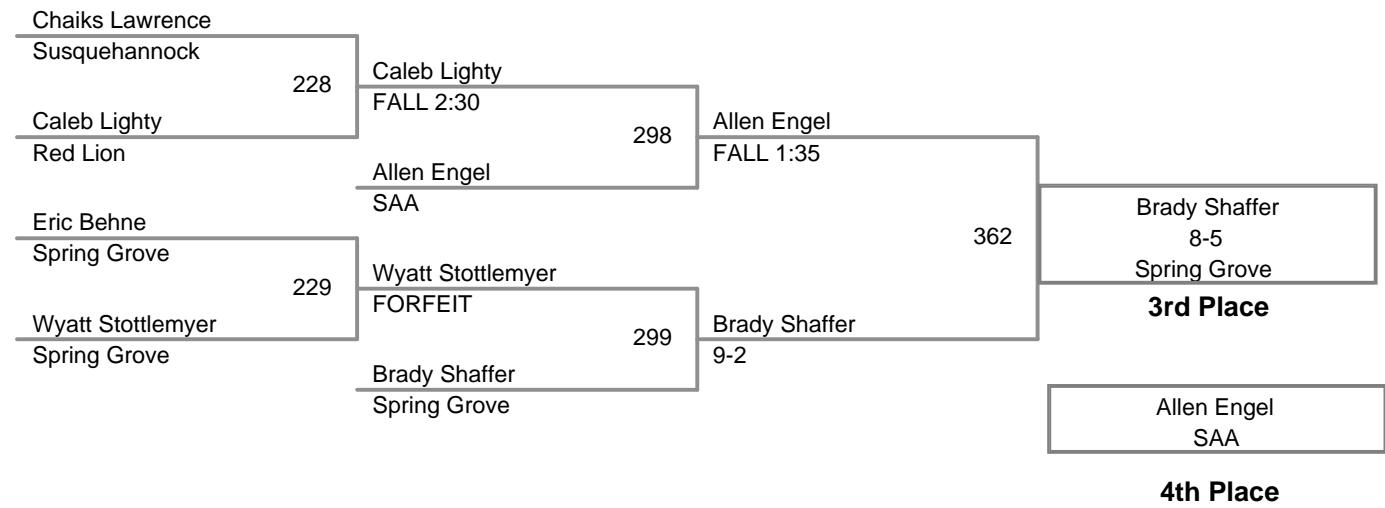 Chaiks Lawrence
Susquehannock
228
Caleb Lighty
FALL 2:30
Caleb Lighty
Red Lion
298
Allen Engel
FALL 1:35
Allen Engel
SAA
Eric Behne
Spring Grove
362
Brady Shaffer
8-5
Spring Grove
3rd Place
229
Wyatt Stottlemyer
FORFEIT
Wyatt Stottlemyer
Spring Grove
299
Brady Shaffer
9-2
Brady Shaffer
Spring Grove
Allen Engel
SAA
4th Place